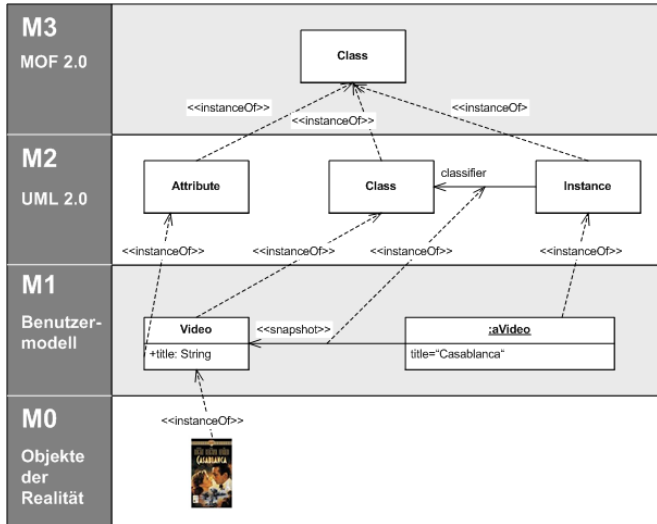 M3
MOF 2.0
Class
<<instanceOf>>
<<instanceOf>>
<<instanceOf>
M2
UML 2.0
Attribute
Class
classifier
Instance
<<instanceOf>>
<<instanceOf>>
<<instanceOf>>
<<instanceOf>>
M1
Benutzer-
modell
Video
+title: String
<<snapshot>>
:aVideo
title="Casablanca"
M0
Objekte
der
Realität
<<instanceOf>>
CASABLANCA